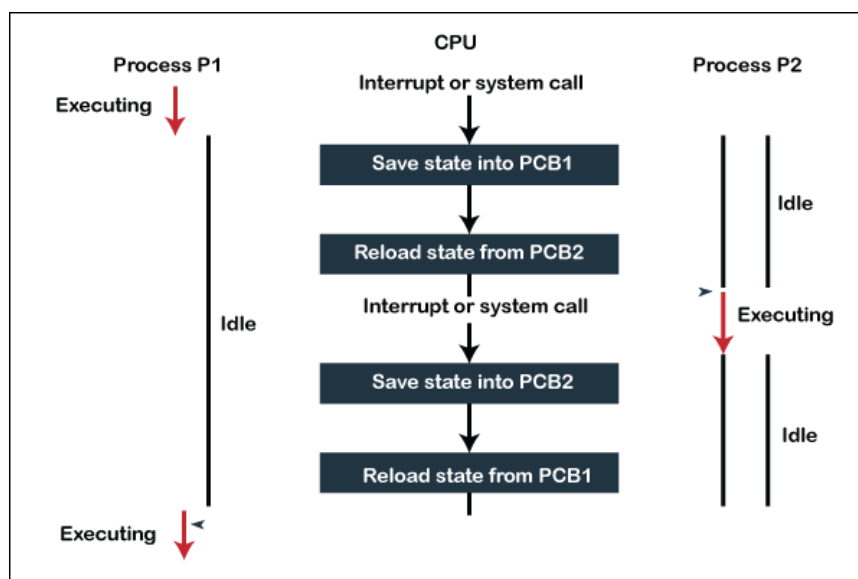 CPU
Process P1
Process P2
Interrupt or system call
Executing
Save state into PCB1
Idle
Reload state from PCB2
Interrupt or system call
Executing
Idle
Save state into PCB2
Idle
Reload state from PCB1
Executing